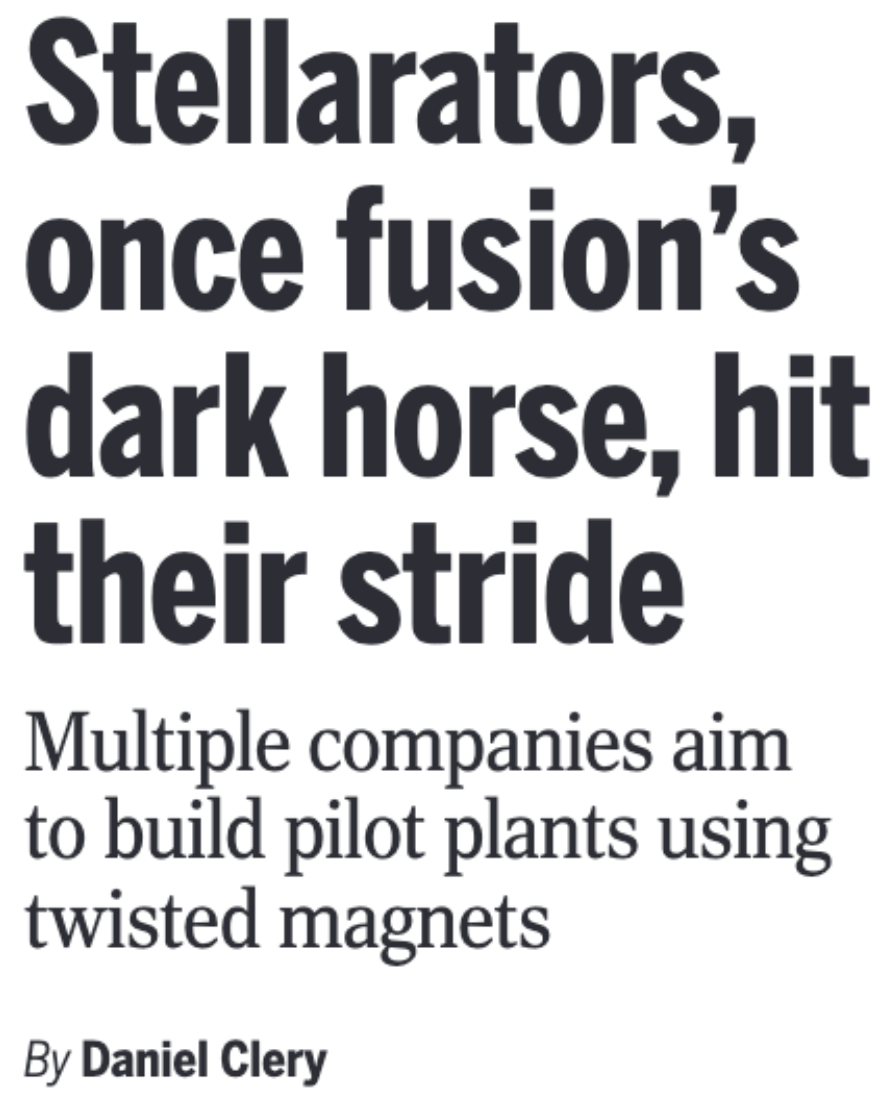 Stellarators,
once fusion’s
dark horse, hit
their stride
Multiple companies aim
to build pilot plants using
twisted magnets
By Daniel Clery